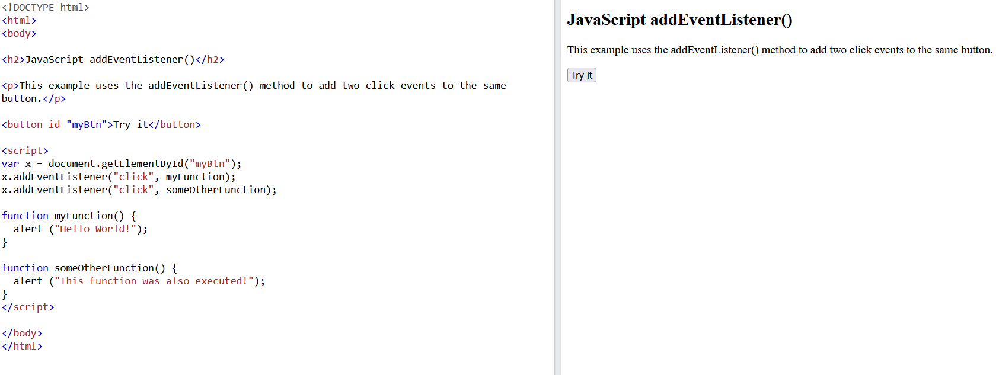 <!DOCTYPE html>
<html>
<body>
<h2>JavaScript addEventListener()</h2>
<p>This example uses the addEventListener() method to add two click events to the same
button.</p>
<button id="myBtn">Try it</button>
<script>
var x = document.getElementById("myBtn");
x.addEventListener("click", myFunction);
x.addEventListener("click", someOtherFunction);
function myFunction() {
  alert ("Hello World!");
}
function someOtherFunction() {
  alert ("This function was also executed!");
}
</script>
</body>
</html>
JavaScript addEventListener()
This example uses the addEventListener() method to add two click events to the same button.
Try it